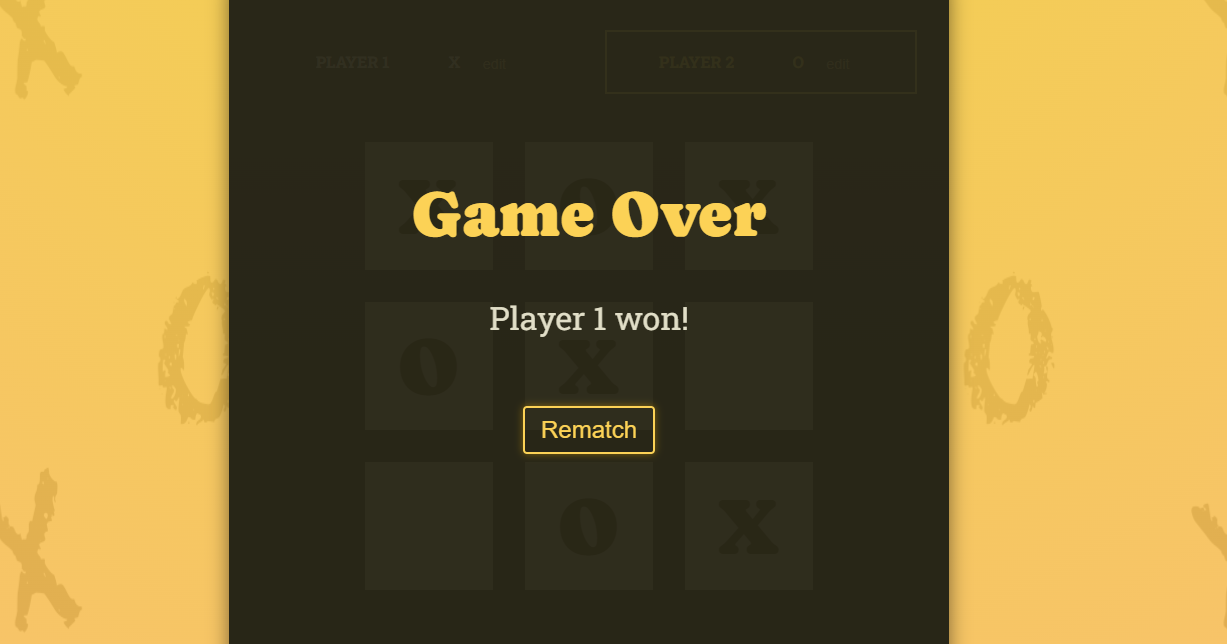 PLAYER 1 X edit PLAYER 2 O edit
X O X
Game Over
Player 1 won!
O X
Rematch
O X